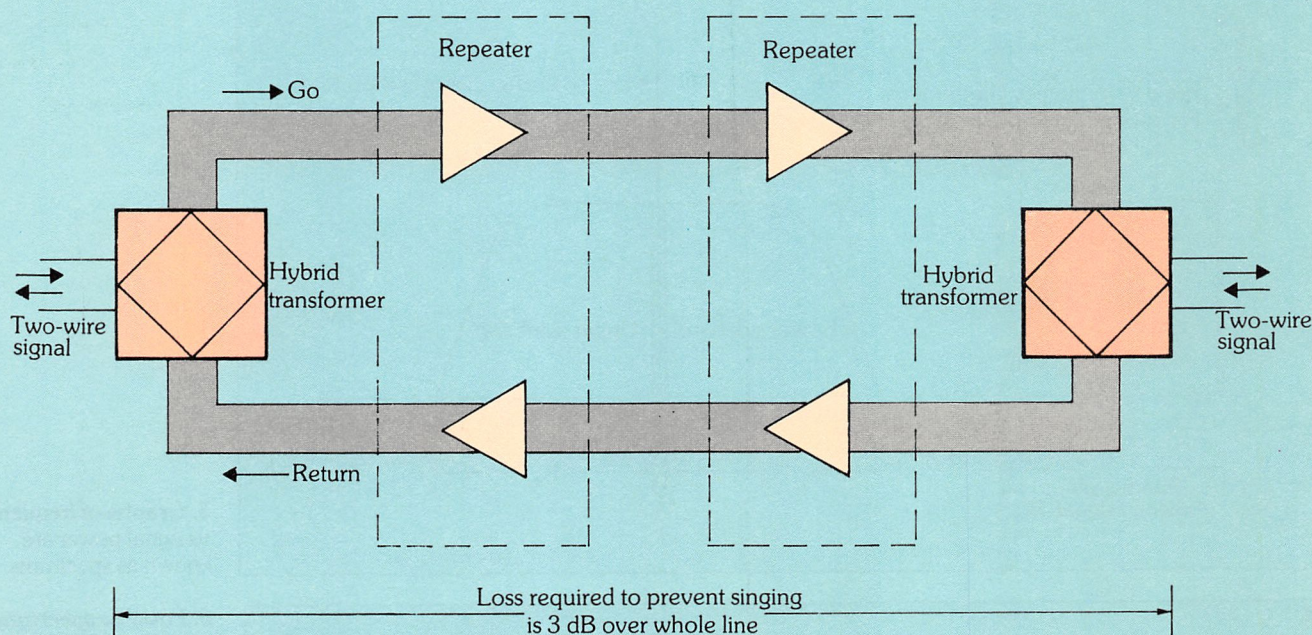 Repeater
Repeater
Go
Hybrid
transformer
Hybrid
transformer
Two-wire
signal
Two-wire
signal
Return
Loss required to prevent singing
is 3 dB over whole line